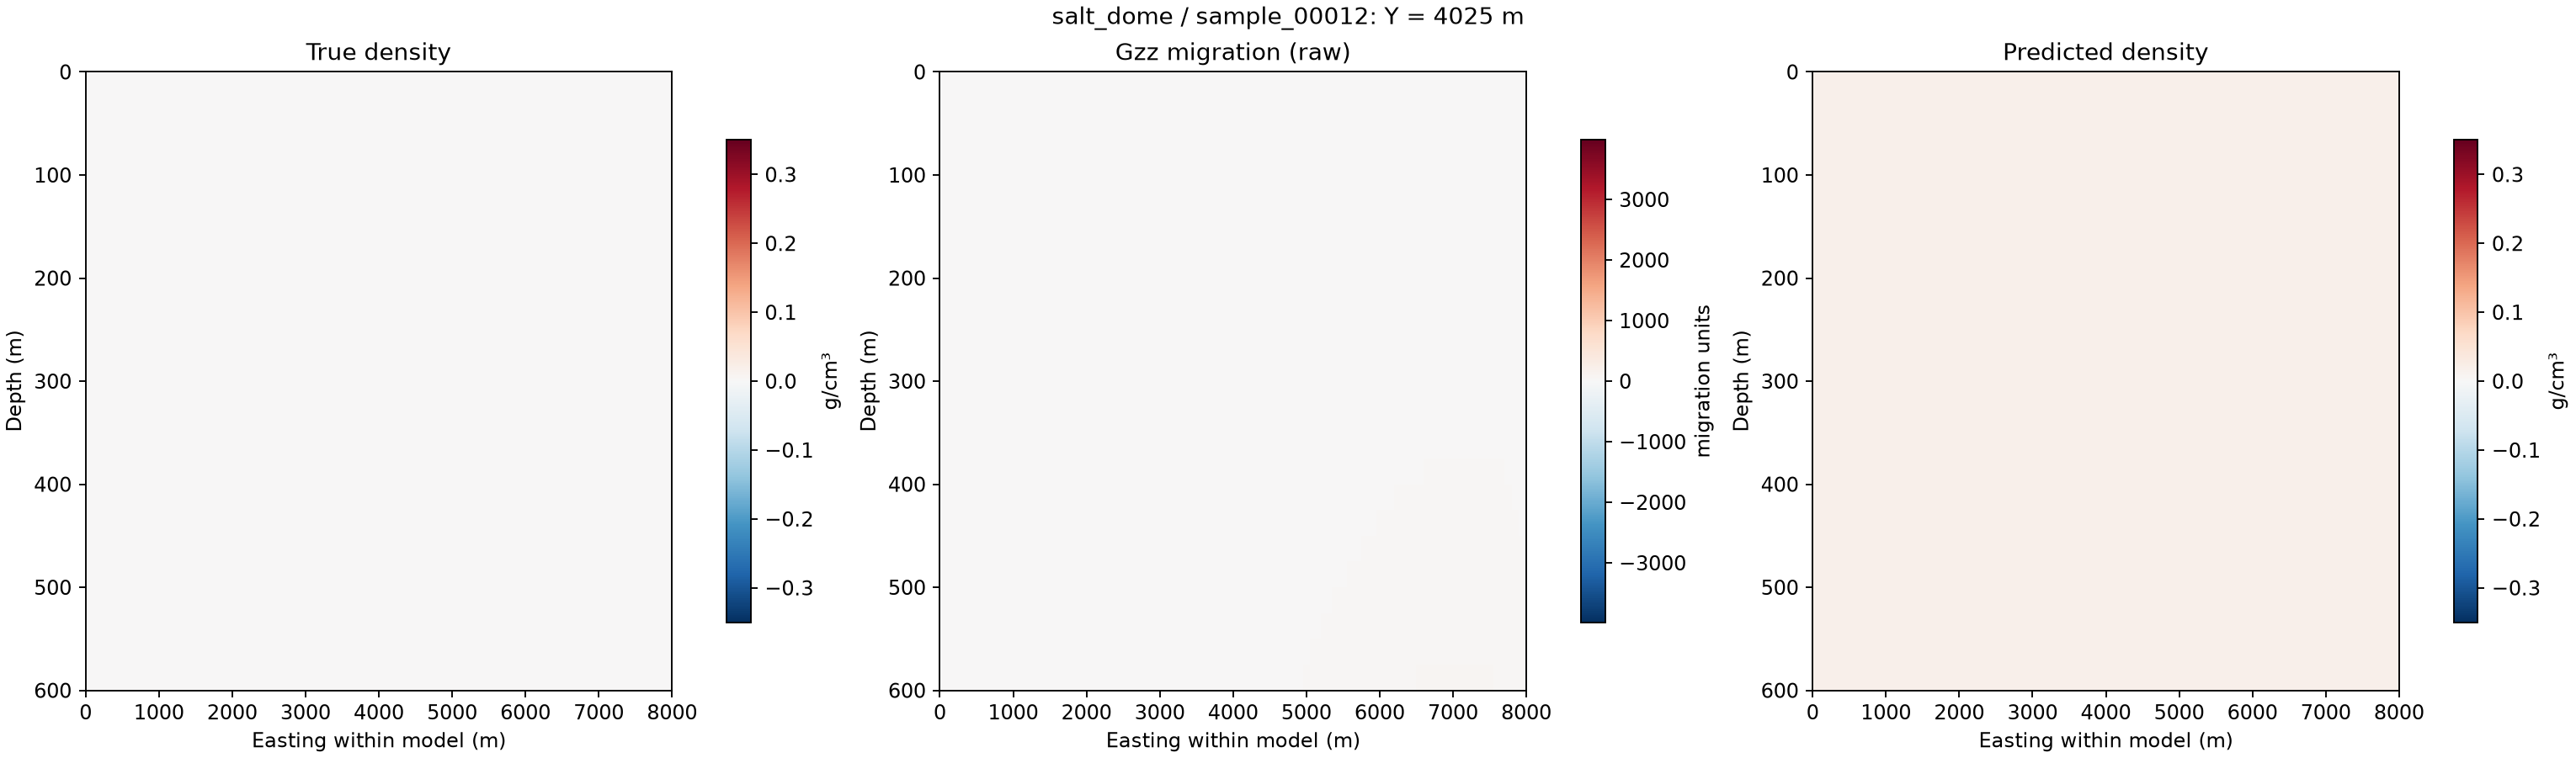 salt_dome / sample_00012: Y = 4025 m
True density
0
100
200
300
400
500
600
Depth (m)
0 1000 2000 3000 4000 5000 6000 7000 8000
Easting within model (m)
0.3
0.2
0.1
0.0
−0.1
−0.2
−0.3
g/cm³
Gzz migration (raw)
0
100
200
300
400
500
600
Depth (m)
0 1000 2000 3000 4000 5000 6000 7000 8000
Easting within model (m)
3000
2000
1000
0
−1000
−2000
−3000
migration units
Predicted density
0
100
200
300
400
500
600
Depth (m)
0 1000 2000 3000 4000 5000 6000 7000 8000
Easting within model (m)
0.3
0.2
0.1
0.0
−0.1
−0.2
−0.3
g/cm³